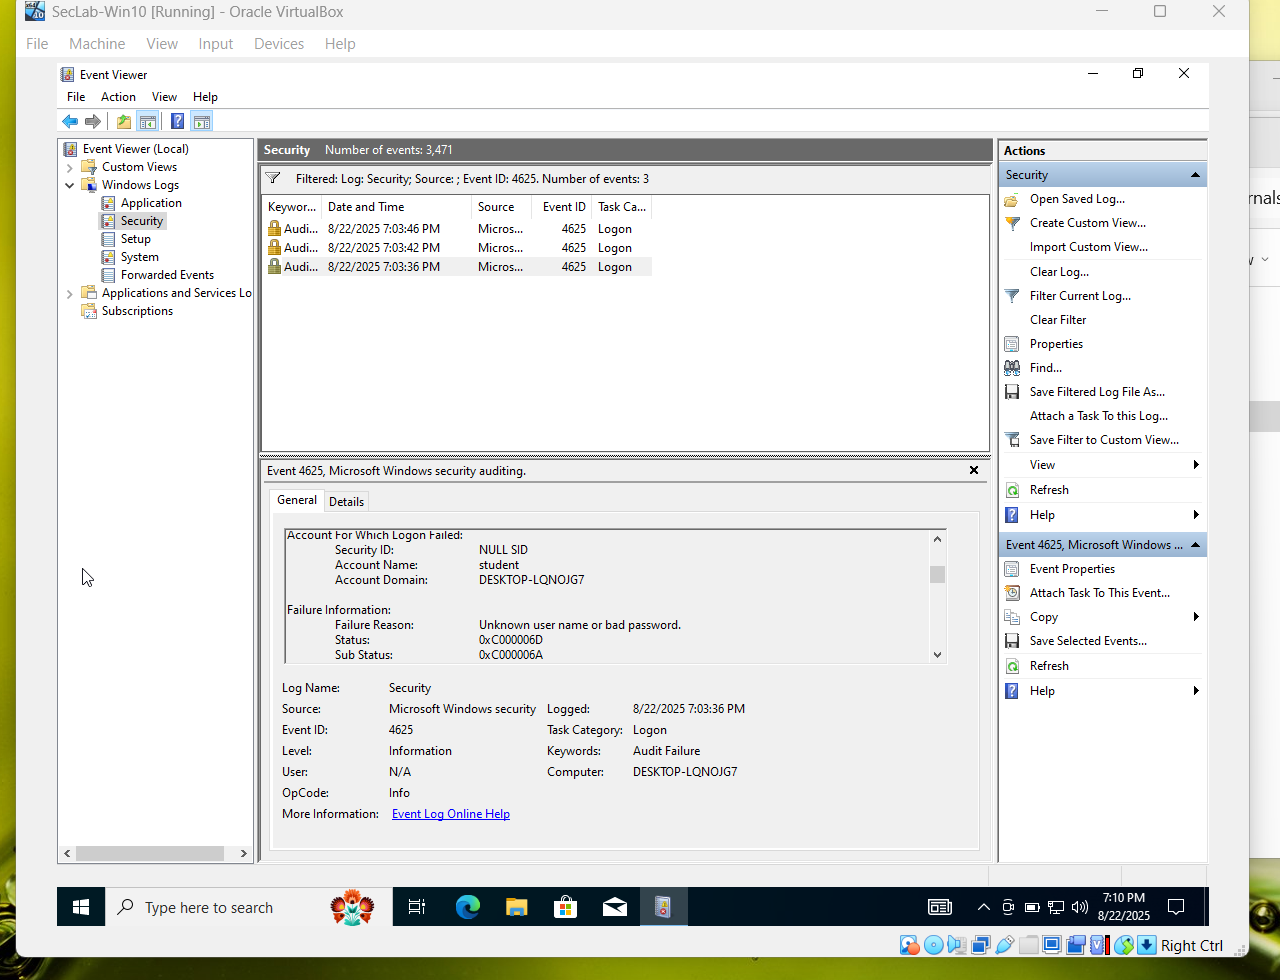 SecLab-Win10 [Running] - Oracle VirtualBox
File Machine View Input Devices Help
Event Viewer
File Action View Help
Event Viewer (Local)
Custom Views
Windows Logs
Application
Security
Setup
System
Forwarded Events
Applications and Services Lo
Subscriptions
Security Number of events: 3,471
Filtered: Log: Security; Source: ; Event ID: 4625. Number of events: 3
Keywor... Date and Time Source Event ID Task Ca...
Audi... 8/22/2025 7:03:46 PM Micros... 4625 Logon
Audi... 8/22/2025 7:03:42 PM Micros... 4625 Logon
Audi... 8/22/2025 7:03:36 PM Micros... 4625 Logon
Event 4625, Microsoft Windows security auditing.
General Details
Account For Which Logon Failed:
Security ID: NULL SID
Account Name: student
Account Domain: DESKTOP-LQNOJG7
Failure Information:
Failure Reason: Unknown user name or bad password.
Status: 0xC000006D
Sub Status: 0xC000006A
Log Name: Security
Source: Microsoft Windows security Logged: 8/22/2025 7:03:36 PM
Event ID: 4625 Task Category: Logon
Level: Information Keywords: Audit Failure
User: N/A Computer: DESKTOP-LQNOJG7
OpCode: Info
More Information: Event Log Online Help
Actions
Security
Open Saved Log...
Create Custom View...
Import Custom View...
Clear Log...
Filter Current Log...
Clear Filter
Properties
Find...
Save Filtered Log File As...
Attach a Task To this Log...
Save Filter to Custom View...
View
Refresh
Help
Event 4625, Microsoft Windows ...
Event Properties
Attach Task To This Event...
Copy
Save Selected Events...
Refresh
Help
rnals
w
Type here to search
7:10 PM
8/22/2025
Right Ctrl